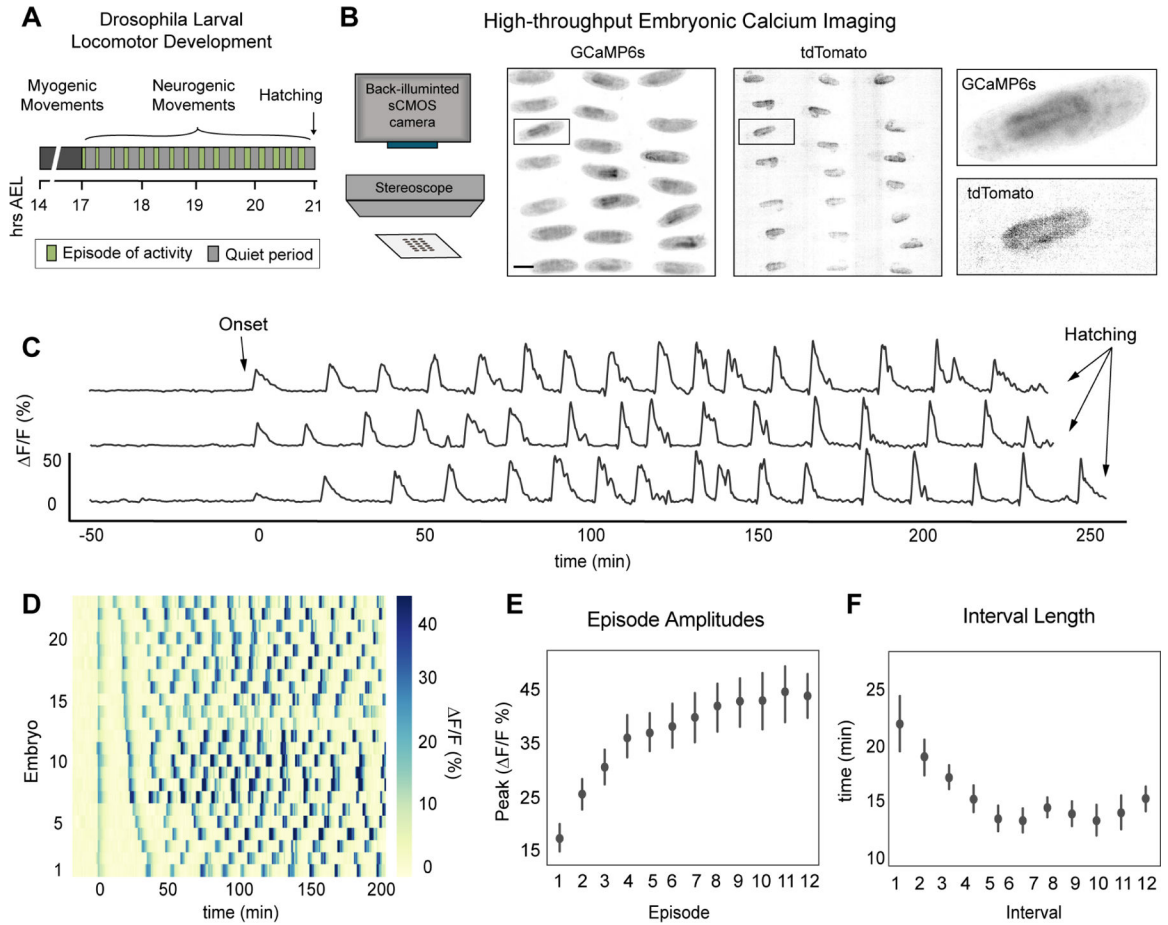 A
Drosophila Larval
Locomotor Development
Myogenic
Movements
Neurogenic
Movements
Hatching
hrs AEL
14 17 18 19 20 21
Episode of activity Quiet period
B
High-throughput Embryonic Calcium Imaging
Back-illuminted
sCMOS
camera
Stereoscope
GCaMP6s
tdTomato
GCaMP6s
tdTomato
C
Onset
Hatching
ΔF/F (%)
50
0
-50 0 50 100 150 200 250
time (min)
D
Embryo
20
15
10
5
1
0 50 100 150 200
time (min)
40
30
20
10
0
ΔF/F (%)
E
Episode Amplitudes
Peak (ΔF/F %)
45
35
25
15
1 2 3 4 5 6 7 8 9 10 11 12
Episode
F
Interval Length
time (min)
25
20
15
10
1 2 3 4 5 6 7 8 9 10 11 12
Interval